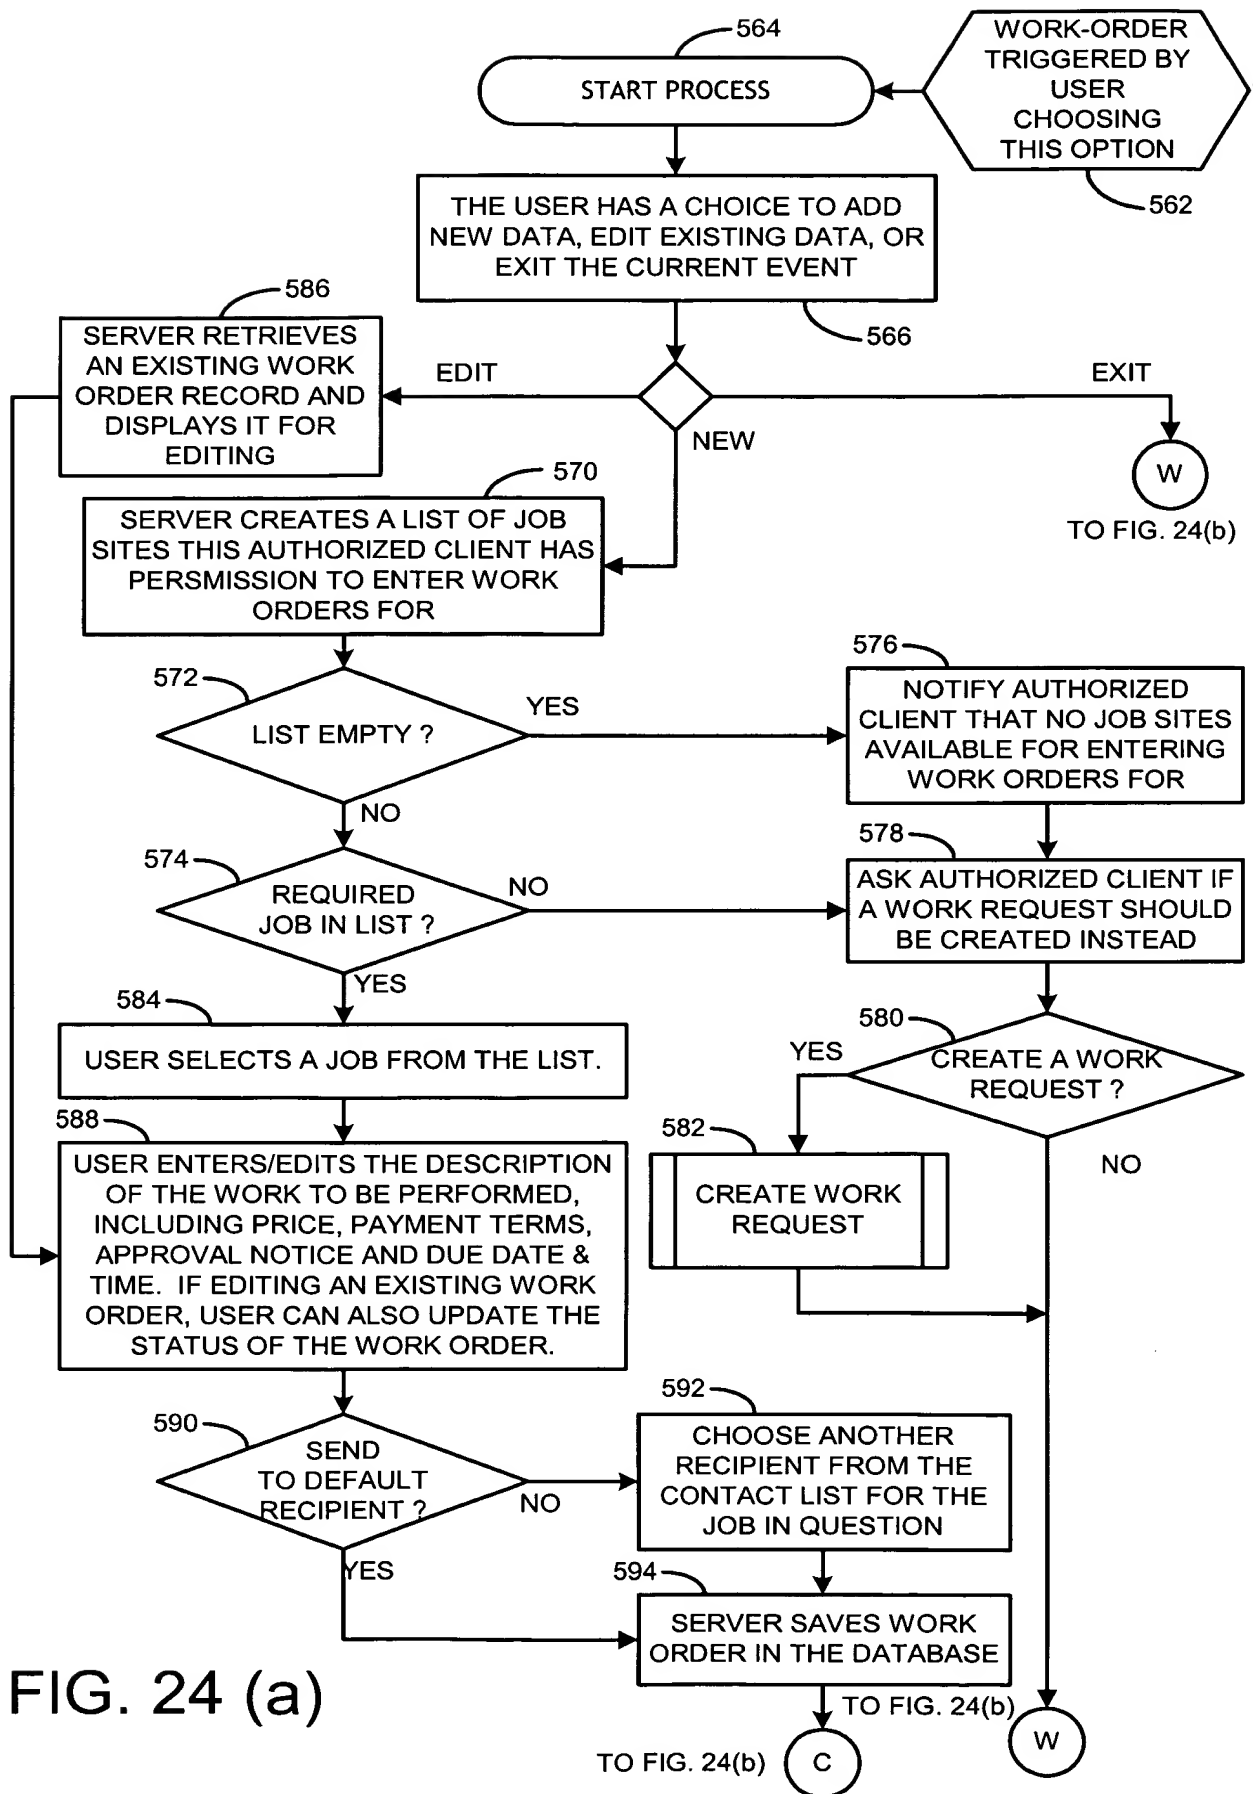 564
START PROCESS
WORK-ORDER
TRIGGERED BY
USER
CHOOSING
THIS OPTION
562
THE USER HAS A CHOICE TO ADD
NEW DATA, EDIT EXISTING DATA, OR
EXIT THE CURRENT EVENT
566
586
SERVER RETRIEVES
AN EXISTING WORK
ORDER RECORD AND
DISPLAYS IT FOR
EDITING
EDIT
EXIT
NEW
W
TO FIG. 24(b)
570
SERVER CREATES A LIST OF JOB
SITES THIS AUTHORIZED CLIENT HAS
PERSMISSION TO ENTER WORK
ORDERS FOR
572
LIST EMPTY ?
YES
NO
576
NOTIFY AUTHORIZED
CLIENT THAT NO JOB SITES
AVAILABLE FOR ENTERING
WORK ORDERS FOR
574
REQUIRED
JOB IN LIST ?
NO
YES
578
ASK AUTHORIZED CLIENT IF
A WORK REQUEST SHOULD
BE CREATED INSTEAD
584
USER SELECTS A JOB FROM THE LIST.
580
CREATE A WORK
REQUEST ?
YES
NO
582
CREATE WORK
REQUEST
588
USER ENTERS/EDITS THE DESCRIPTION
OF THE WORK TO BE PERFORMED,
INCLUDING PRICE, PAYMENT TERMS,
APPROVAL NOTICE AND DUE DATE &
TIME. IF EDITING AN EXISTING WORK
ORDER, USER CAN ALSO UPDATE THE
STATUS OF THE WORK ORDER.
590
SEND
TO DEFAULT
RECIPIENT ?
NO
YES
592
CHOOSE ANOTHER
RECIPIENT FROM THE
CONTACT LIST FOR THE
JOB IN QUESTION
594
SERVER SAVES WORK
ORDER IN THE DATABASE
TO FIG. 24(b)
W
TO FIG. 24(b)
C
FIG. 24 (a)